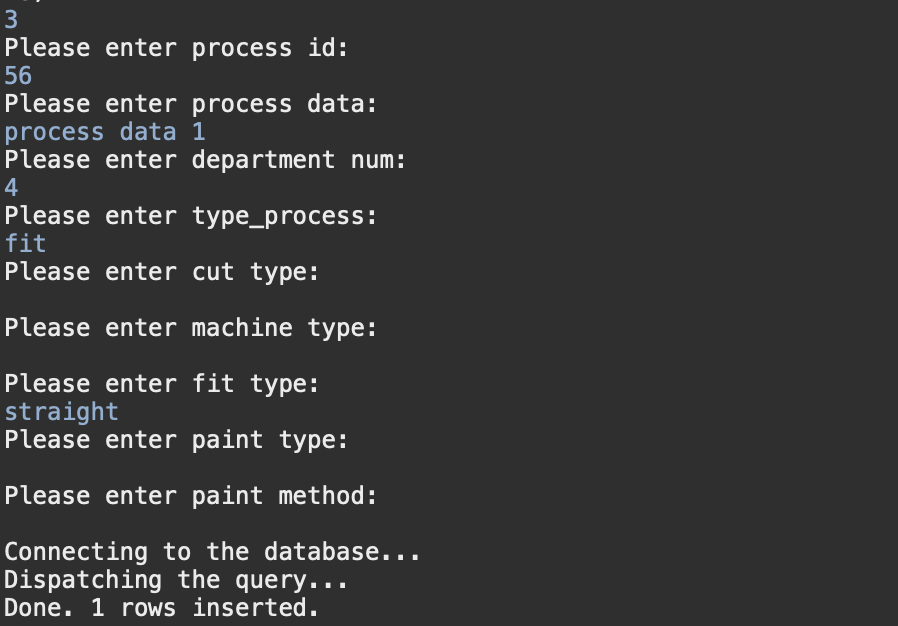 3
Please enter process id:
56
Please enter process data:
process data 1
Please enter department num:
4
Please enter type_process:
fit
Please enter cut type:
Please enter machine type:
Please enter fit type:
straight
Please enter paint type:
Please enter paint method:
Connecting to the database...
Dispatching the query...
Done. 1 rows inserted.